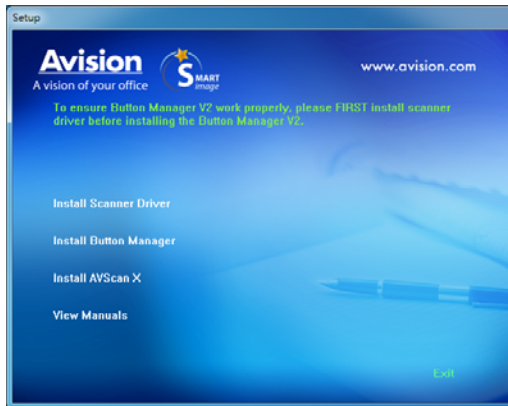 Setup
Avision
A vision of your office
SMART
image
www.avision.com
To ensure Button Manager V2 work properly, please FIRST install scanner
driver before installing the Button Manager V2.
Install Scanner Driver
Install Button Manager
Install AVScan X
View Manuals
Exit